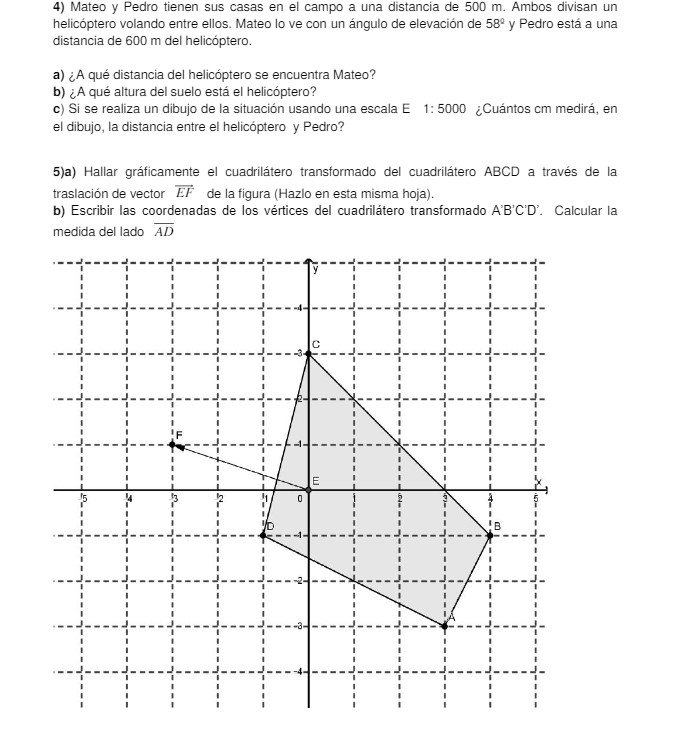 4) Mateo y Pedro tienen sus casas en el campo a una distancia de 500 m. Ambos divisan un
helicóptero volando entre ellos. Mateo lo ve con un ángulo de elevación de 58º y Pedro está a una
distancia de 600 m del helicóptero.
a) ¿A qué distancia del helicóptero se encuentra Mateo?
b) ¿A qué altura del suelo está el helicóptero?
c) Si se realiza un dibujo de la situación usando una escala E 1: 5000 ¿Cuántos cm medirá, en
el dibujo, la distancia entre el helicóptero y Pedro?
5)a) Hallar gráficamente el cuadrilátero transformado del cuadrilátero ABCD a través de la
traslación de vector EF de la figura (Hazlo en esta misma hoja).
b) Escribir las coordenadas de los vértices del cuadrilátero transformado A'B'C'D'. Calcular la
medida del lado AD
y
4
C
3
2
F
1
E
x
5 4 3 2 1 0 1 2 3 4 5
D
B
-1
-2
A
-3
-4